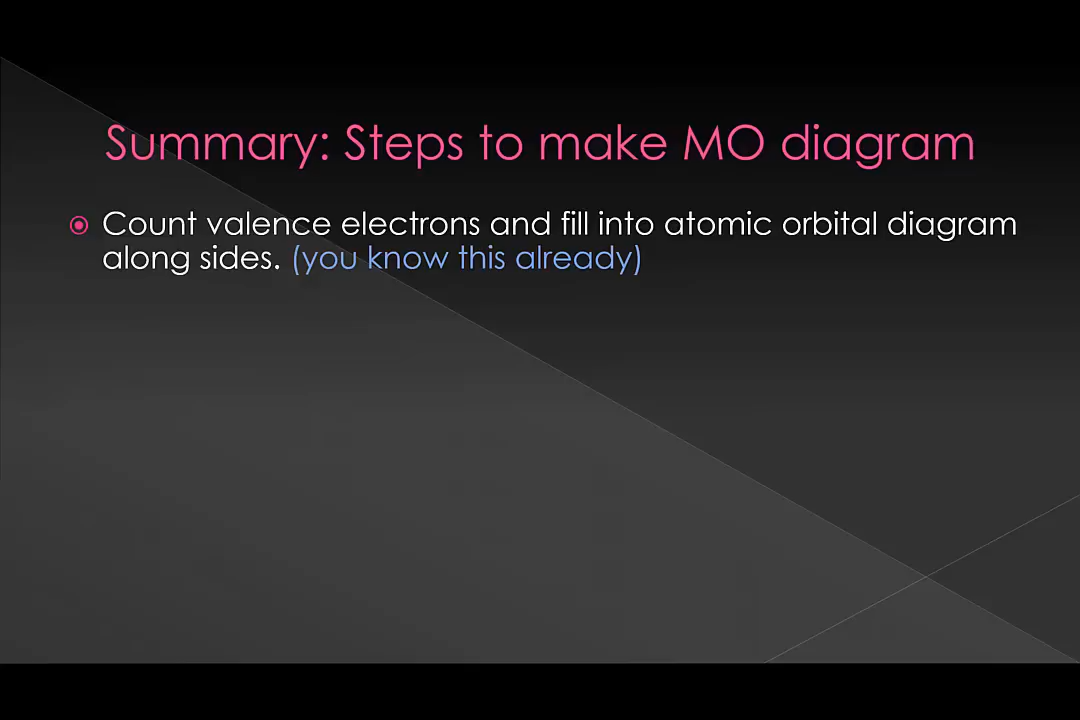 Summary: Steps to make MO diagram
Count valence electrons and fill into atomic orbital diagram
along sides. (you know this already)